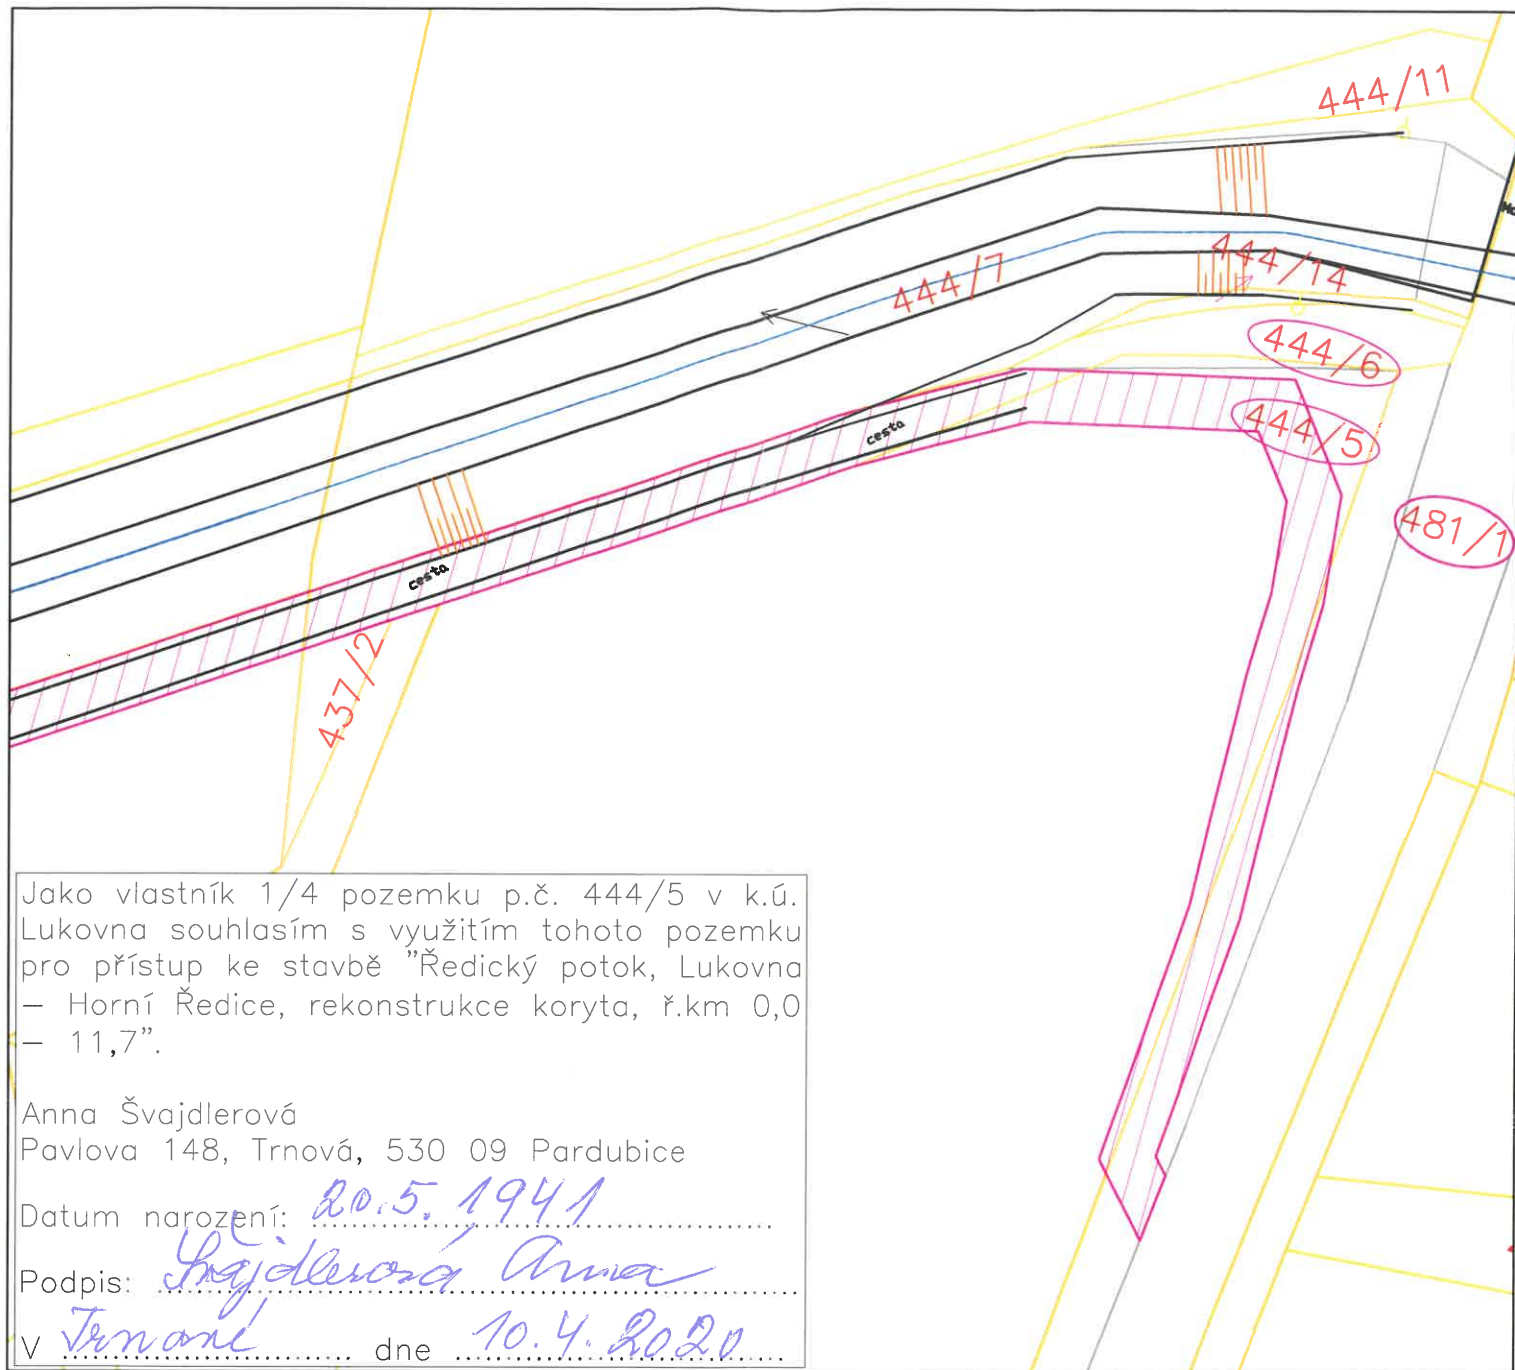 444/11
444/7
444/14
444/6
444/5
481/1
cesta
cesta
437/2
Jako vlastník 1/4 pozemku p.č. 444/5 v k.ú.
Lukovna souhlasím s využitím tohoto pozemku
pro přístup ke stavbě "Ředický potok, Lukovna
– Horní Ředice, rekonstrukce koryta, ř.km 0,0
– 11,7".
Anna Švajdlerová
Pavlova 148, Trnová, 530 09 Pardubice
Datum narození: 20.5.1941
Podpis: Švajdlerová Anna
V Trnové dne 10.4.2020